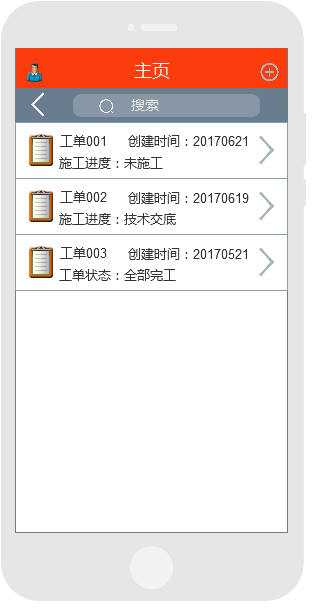 主页
搜索
工单001 创建时间：20170621
施工进度：未施工
工单002 创建时间：20170619
施工进度：技术交底
工单003 创建时间：20170521
工单状态：全部完工